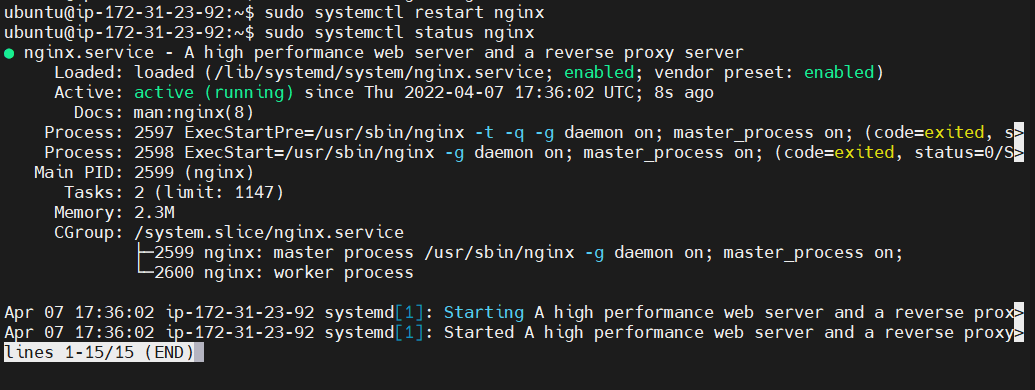 ubuntu@ip-172-31-23-92:~$ sudo systemctl restart nginx
ubuntu@ip-172-31-23-92:~$ sudo systemctl status nginx
● nginx.service - A high performance web server and a reverse proxy server
     Loaded: loaded (/lib/systemd/system/nginx.service; enabled; vendor preset: enabled)
     Active: active (running) since Thu 2022-04-07 17:36:02 UTC; 8s ago
       Docs: man:nginx(8)
    Process: 2597 ExecStartPre=/usr/sbin/nginx -t -q -g daemon on; master_process on; (code=exited, s>
    Process: 2598 ExecStart=/usr/sbin/nginx -g daemon on; master_process on; (code=exited, status=0/S>
   Main PID: 2599 (nginx)
      Tasks: 2 (limit: 1147)
     Memory: 2.3M
     CGroup: /system.slice/nginx.service
             ├─2599 nginx: master process /usr/sbin/nginx -g daemon on; master_process on;
             └─2600 nginx: worker process

Apr 07 17:36:02 ip-172-31-23-92 systemd[1]: Starting A high performance web server and a reverse prox>
Apr 07 17:36:02 ip-172-31-23-92 systemd[1]: Started A high performance web server and a reverse proxy>
lines 1-15/15 (END)